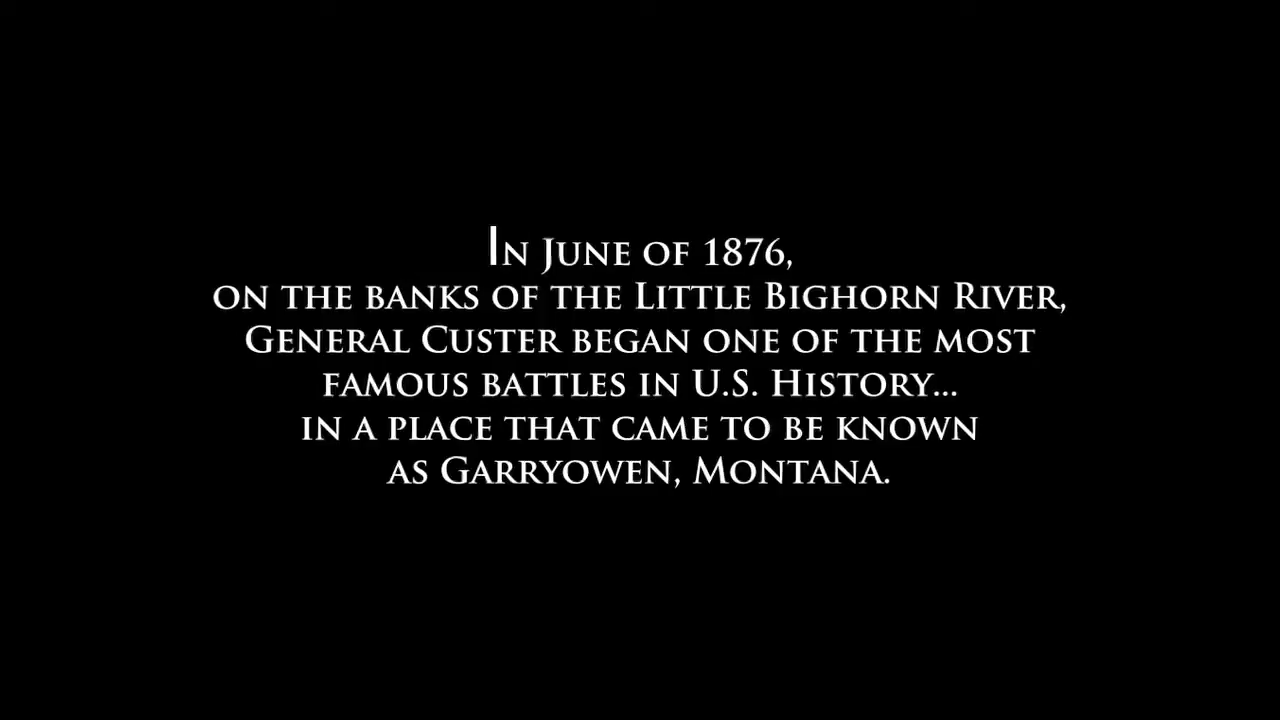 In June of 1876,
on the banks of the Little Bighorn River,
General Custer began one of the most
famous battles in U.S. History...
in a place that came to be known
as Garryowen, Montana.